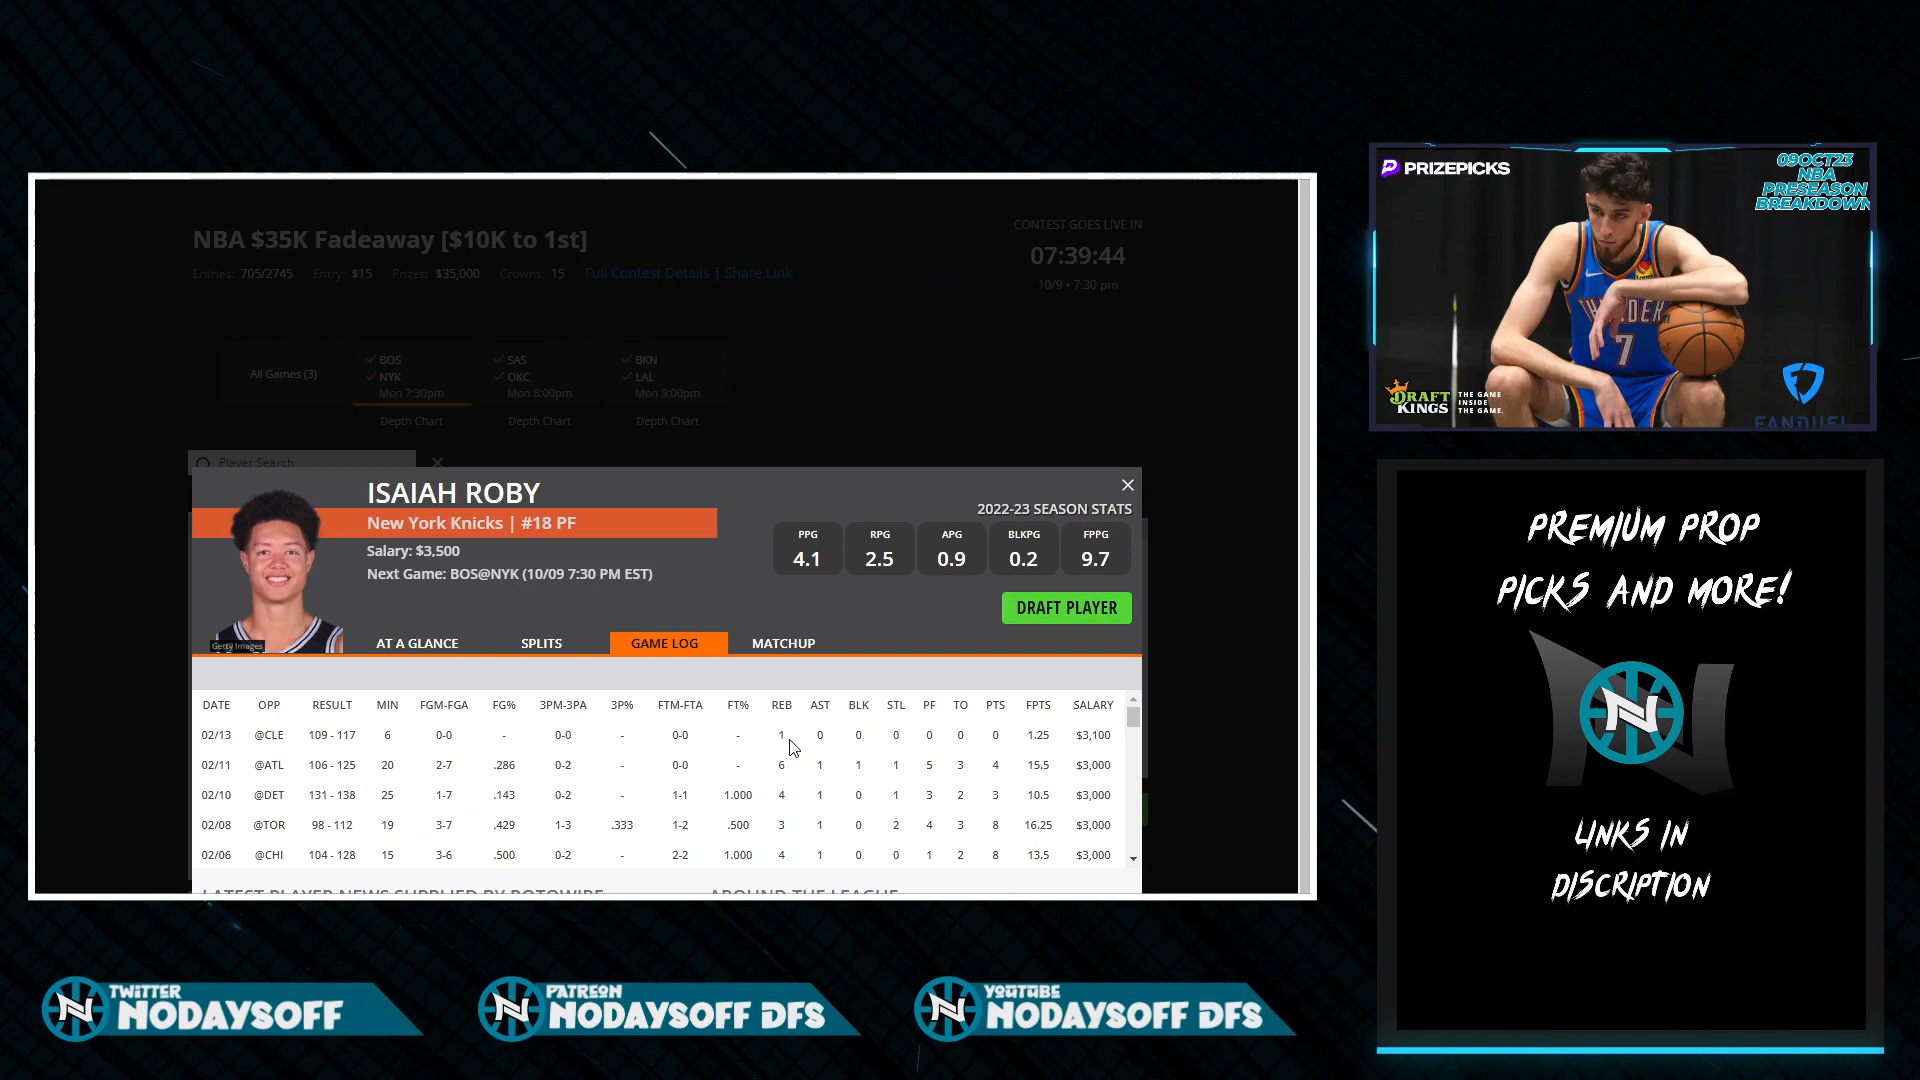 NBA $35K Fadeaway [$10K to 1st]
Entries: 705/2745 Entry: $15 Prizes: $35,000 Crowns: 15 Full Contest Details | Share Link
CONTEST GOES LIVE IN
07:39:44
10/9 • 7:30 pm
All Games (3)
BOS
NYK
Mon 7:30pm
SAS
OKC
Mon 8:00pm
BKN
LAL
Mon 9:00pm
Depth Chart Depth Chart Depth Chart
Player Search
ISAIAH ROBY
New York Knicks | #18 PF
Salary: $3,500
Next Game: BOS@NYK (10/09 7:30 PM EST)
Getty Images
2022-23 SEASON STATS
PPG RPG APG BLKPG FPPG
4.1 2.5 0.9 0.2 9.7
DRAFT PLAYER
AT A GLANCE SPLITS GAME LOG MATCHUP
DATE OPP RESULT MIN FGM-FGA FG% 3PM-3PA 3P% FTM-FTA FT% REB AST BLK STL PF TO PTS FPTS SALARY
02/13 @CLE 109 - 117 6 0-0 - 0-0 - 0-0 - 1 0 0 0 0 0 0 1.25 $3,100
02/11 @ATL 106 - 125 20 2-7 .286 0-2 - 0-0 - 6 1 1 1 5 3 4 15.5 $3,000
02/10 @DET 131 - 138 25 1-7 .143 0-2 - 1-1 1.000 4 1 0 1 3 2 3 10.5 $3,000
02/08 @TOR 98 - 112 19 3-7 .429 1-3 .333 1-2 .500 3 1 0 2 4 3 8 16.25 $3,000
02/06 @CHI 104 - 128 15 3-6 .500 0-2 - 2-2 1.000 4 1 0 0 1 2 8 13.5 $3,000
LATEST PLAYER NEWS SUPPLIED BY ROTOWIRE AROUND THE LEAGUE
PRIZEPICKS
09OCT23
NBA
PRESEASON
BREAKDOWN
THUNDER
7
DRAFT
KINGS
THE GAME
INSIDE
THE GAME.
FANDUEL
PREMIUM PROP
PICKS AND MORE!
N
LINKS IN
DISCRIPTION
N TWITTER
NODAYSOFF
N PATREON
NODAYSOFF DFS
N YOUTUBE
NODAYSOFF DFS